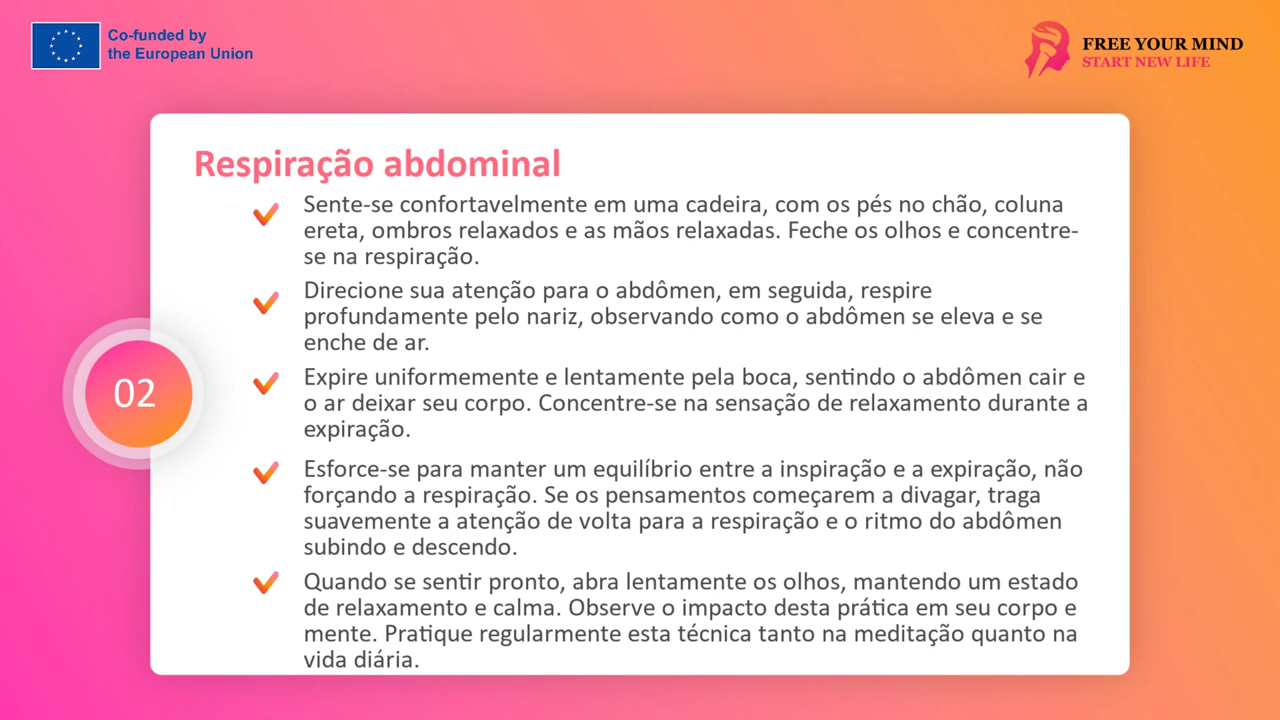 Co-funded by
the European Union
FREE YOUR MIND
START NEW LIFE
Respiração abdominal
Sente-se confortavelmente em uma cadeira, com os pés no chão, coluna
ereta, ombros relaxados e as mãos relaxadas. Feche os olhos e concentre-
se na respiração.
Direcione sua atenção para o abdômen, em seguida, respire
profundamente pelo nariz, observando como o abdômen se eleva e se
enche de ar.
02
Expire uniformemente e lentamente pela boca, sentindo o abdômen cair e
o ar deixar seu corpo. Concentre-se na sensação de relaxamento durante a
expiração.
Esforce-se para manter um equilíbrio entre a inspiração e a expiração, não
forçando a respiração. Se os pensamentos começarem a divagar, traga
suavemente a atenção de volta para a respiração e o ritmo do abdômen
subindo e descendo.
Quando se sentir pronto, abra lentamente os olhos, mantendo um estado
de relaxamento e calma. Observe o impacto desta prática em seu corpo e
mente. Pratique regularmente esta técnica tanto na meditação quanto na
vida diária.